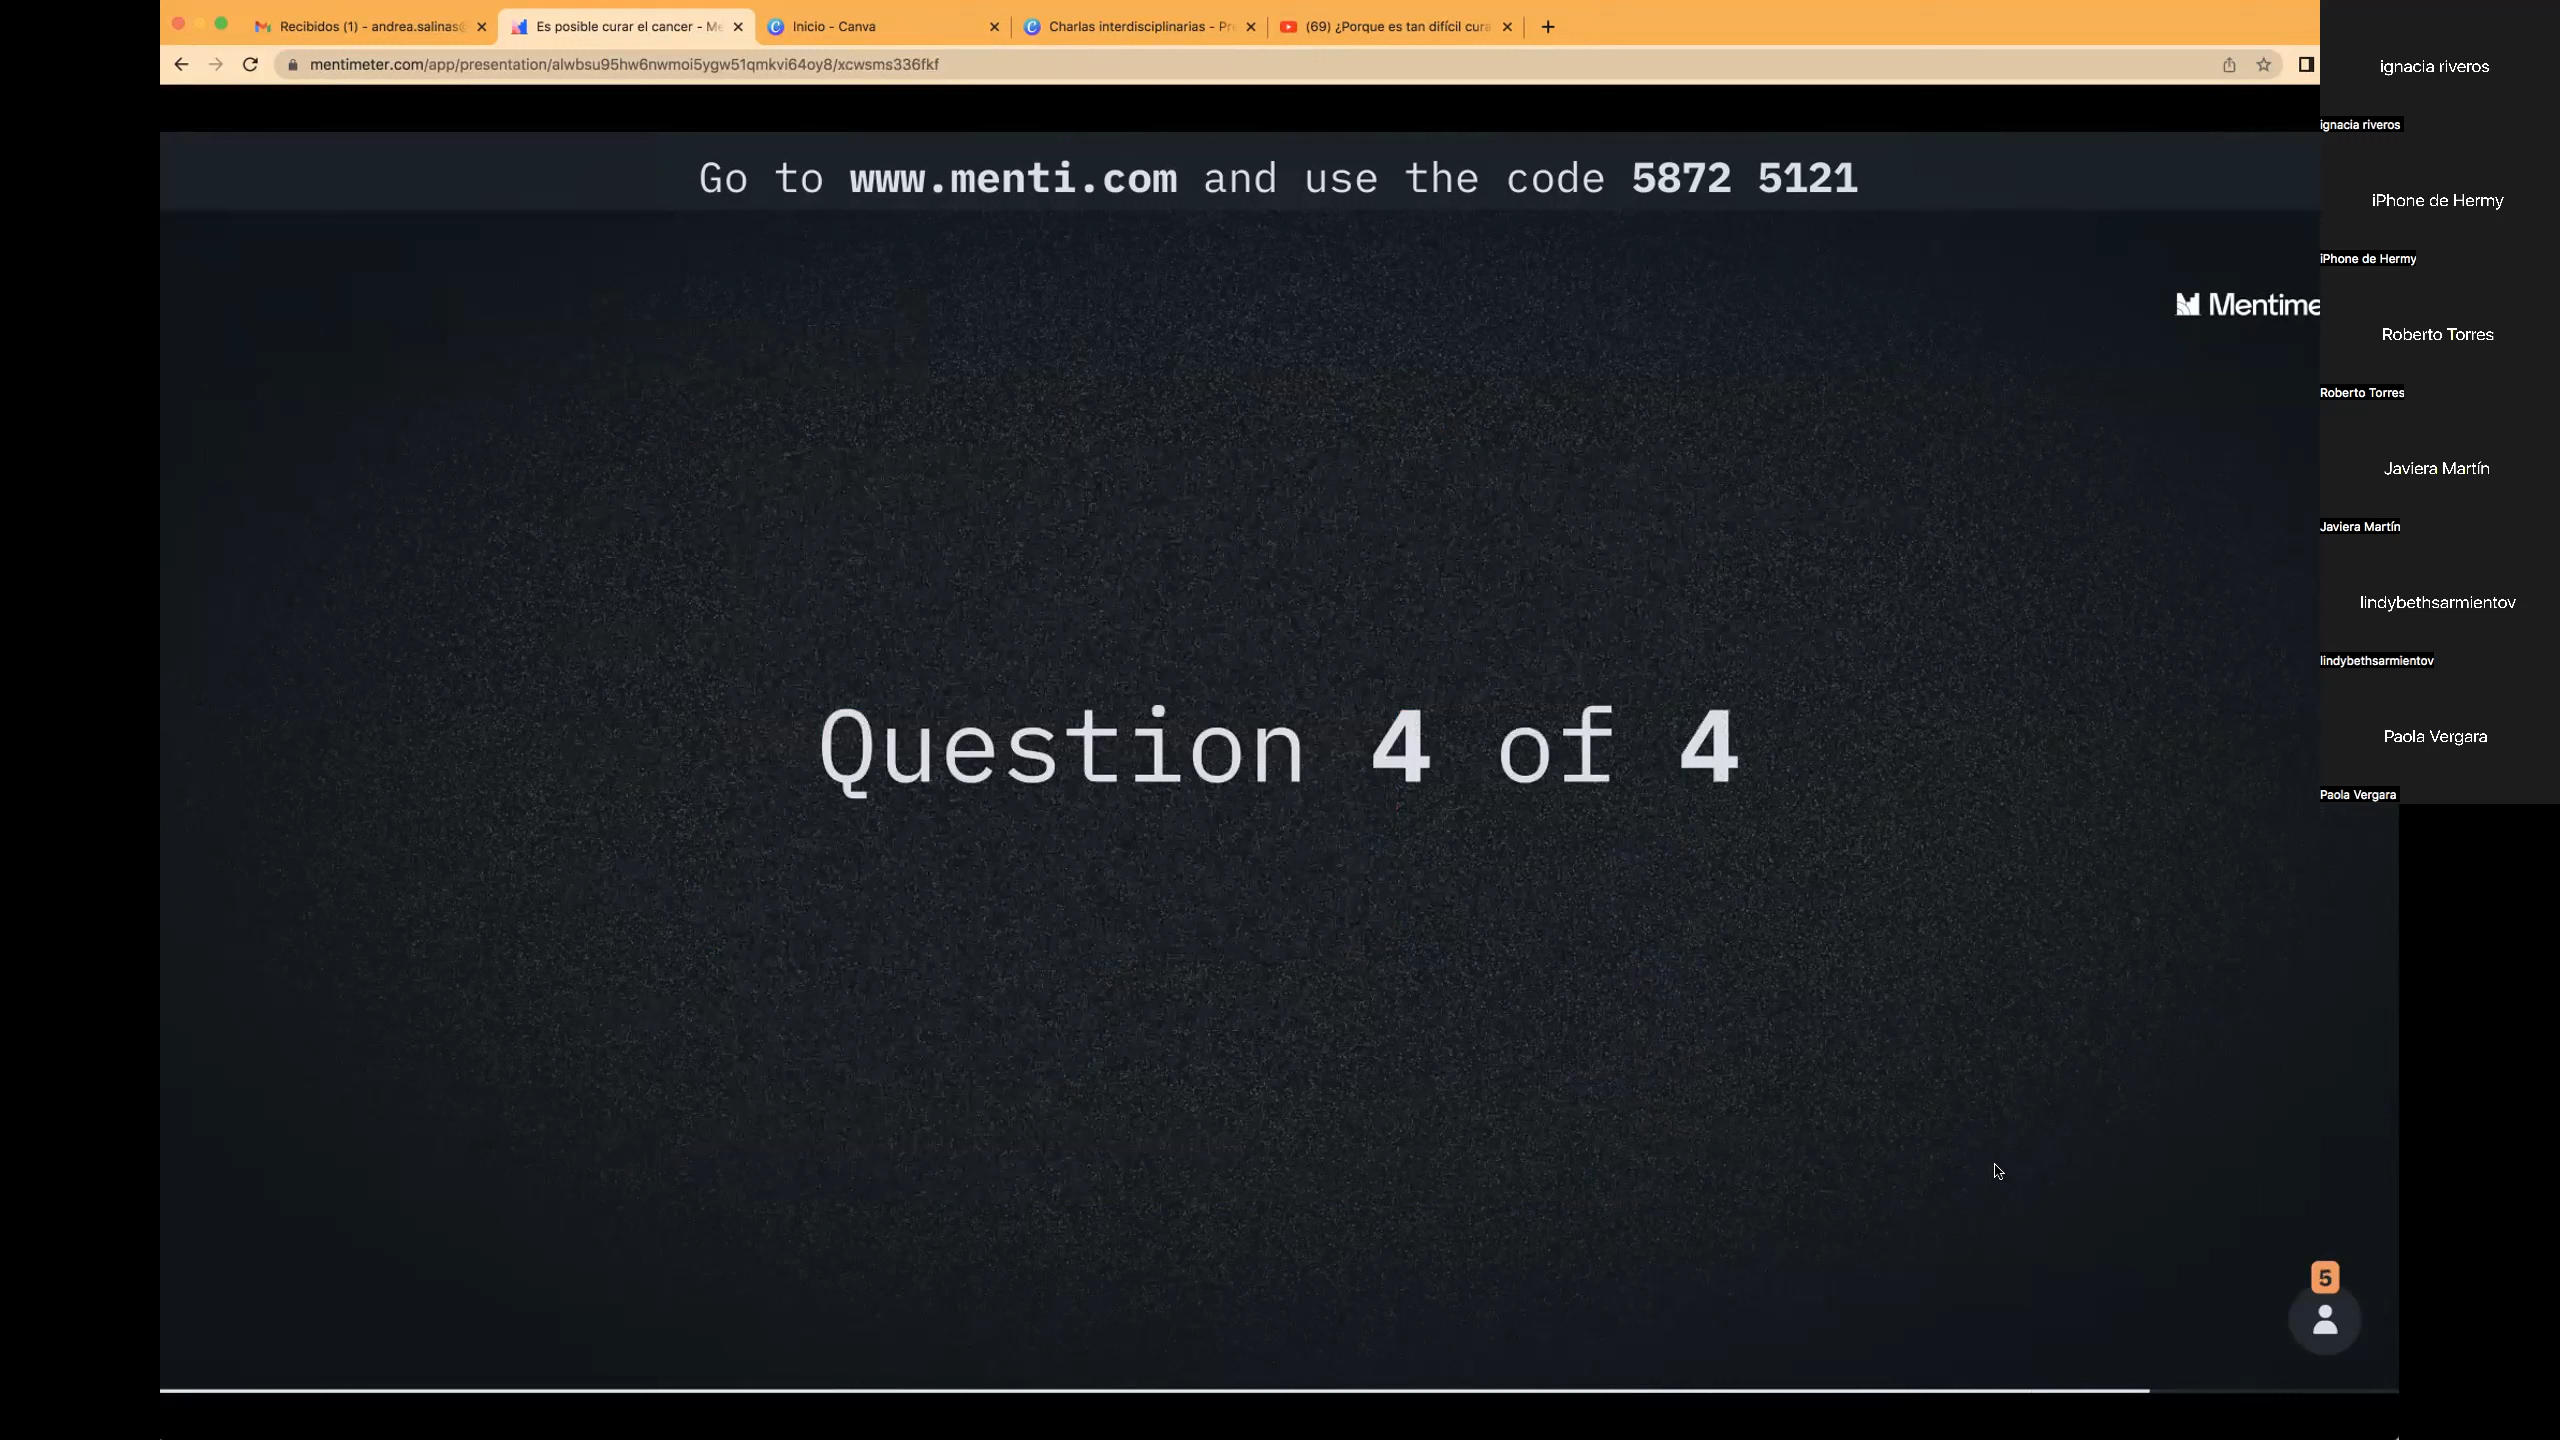 Recibidos (1) - andrea.salinas@
Es posible curar el cancer - Me
Inicio - Canva
Charlas interdisciplinarias - Pre
(69) ¿Porque es tan difícil cura
mentimeter.com/app/presentation/alwbsu95hw6nwmoi5ygw51qmkvi64oy8/xcwsms336fkf
Go to www.menti.com and use the code 5872 5121
Mentime
Question 4 of 4
5
ignacia riveros
ignacia riveros
iPhone de Hermy
iPhone de Hermy
Roberto Torres
Roberto Torres
Javiera Martín
Javiera Martín
lindybethsarmientov
lindybethsarmientov
Paola Vergara
Paola Vergara